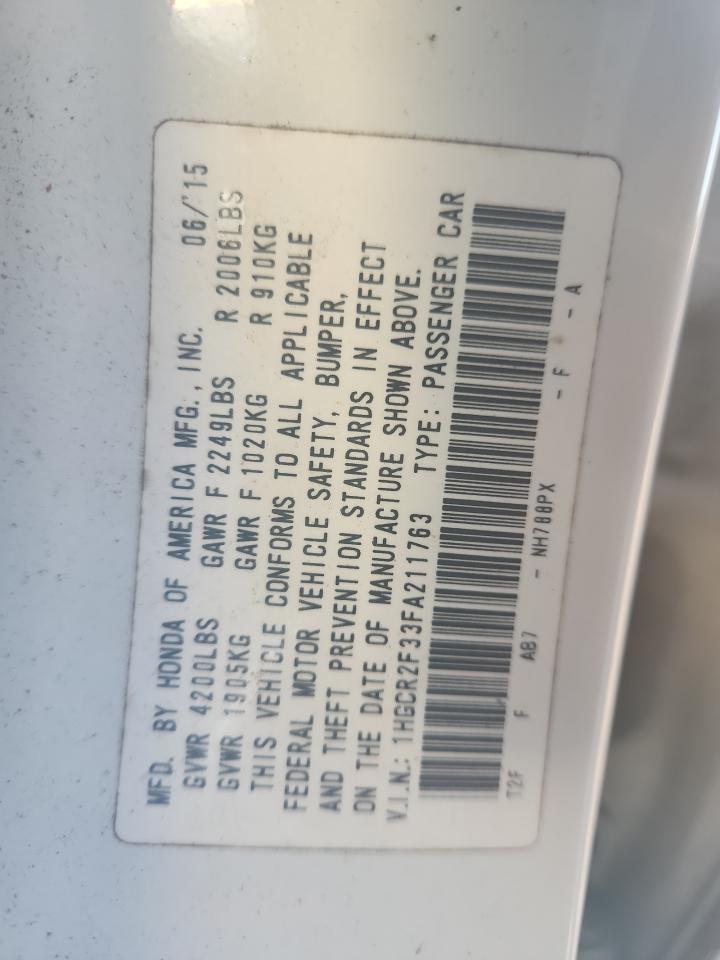 MFD. BY HONDA OF AMERICA MFG., INC. 06/'15
GVWR 4200LBS GAWR F 2249LBS R 2006LBS
GVWR 1905KG GAWR F 1020KG R 910KG
THIS VEHICLE CONFORMS TO ALL APPLICABLE
FEDERAL MOTOR VEHICLE SAFETY, BUMPER,
AND THEFT PREVENTION STANDARDS IN EFFECT
ON THE DATE OF MANUFACTURE SHOWN ABOVE.
V.I.N.: 1HGCR2F33FA211763 TYPE: PASSENGER CAR
T2F F AB7 - NH788PX - F - A